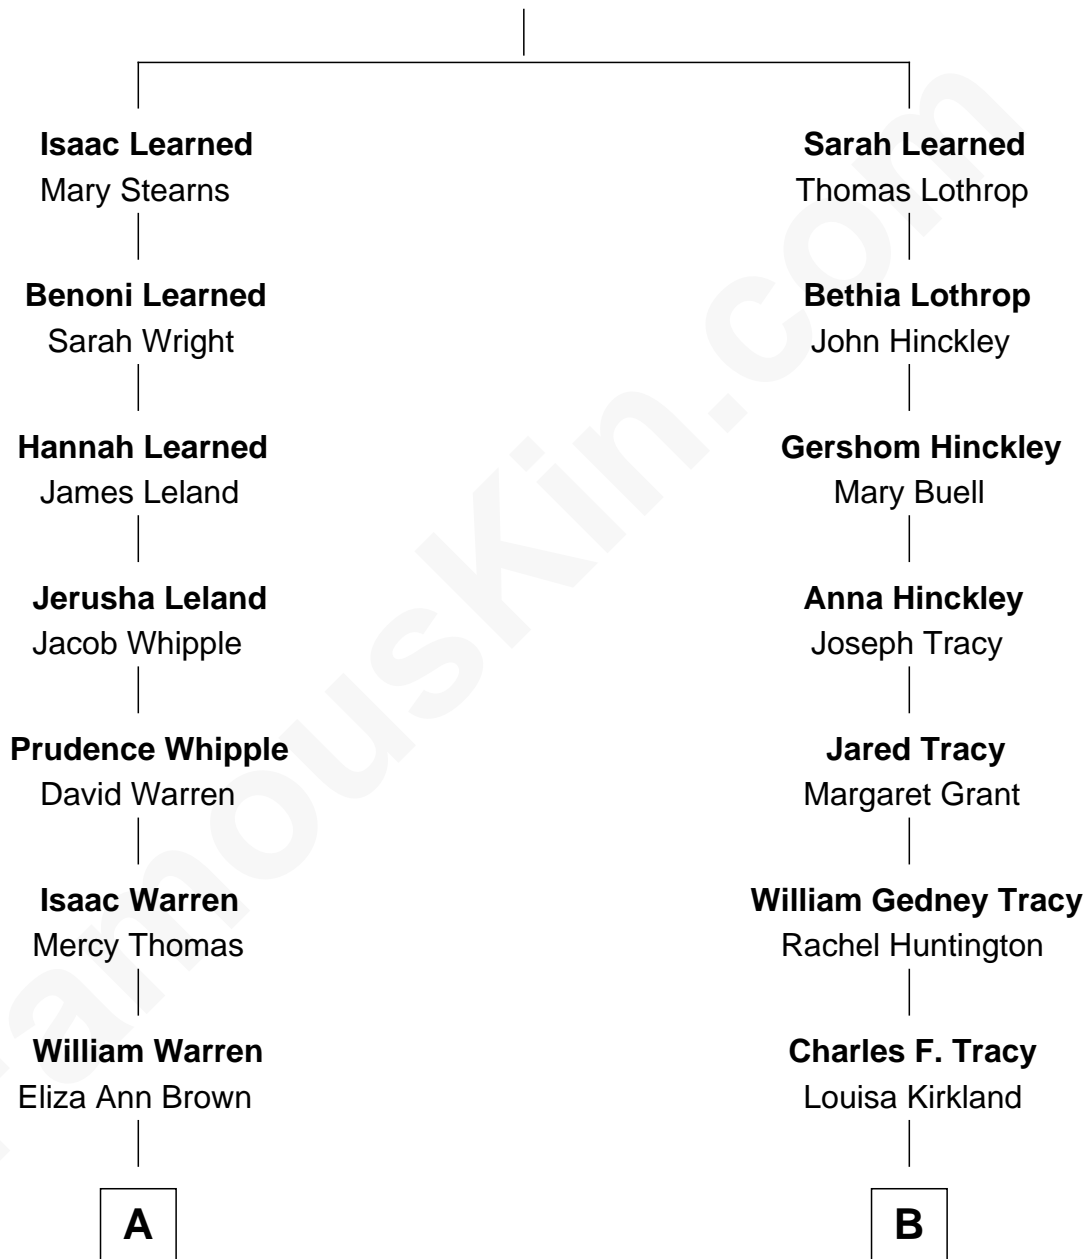 Isaac Learned
Mary Stearns
Sarah Learned
Thomas Lothrop
Benoni Learned
Sarah Wright
Bethia Lothrop
John Hinckley
Hannah Learned
James Leland
Gershom Hinckley
Mary Buell
Jerusha Leland
Jacob Whipple
Anna Hinckley
Joseph Tracy
Prudence Whipple
David Warren
Jared Tracy
Margaret Grant
Isaac Warren
Mercy Thomas
William Gedney Tracy
Rachel Huntington
William Warren
Eliza Ann Brown
Charles F. Tracy
Louisa Kirkland
A
B
FamousKin.com